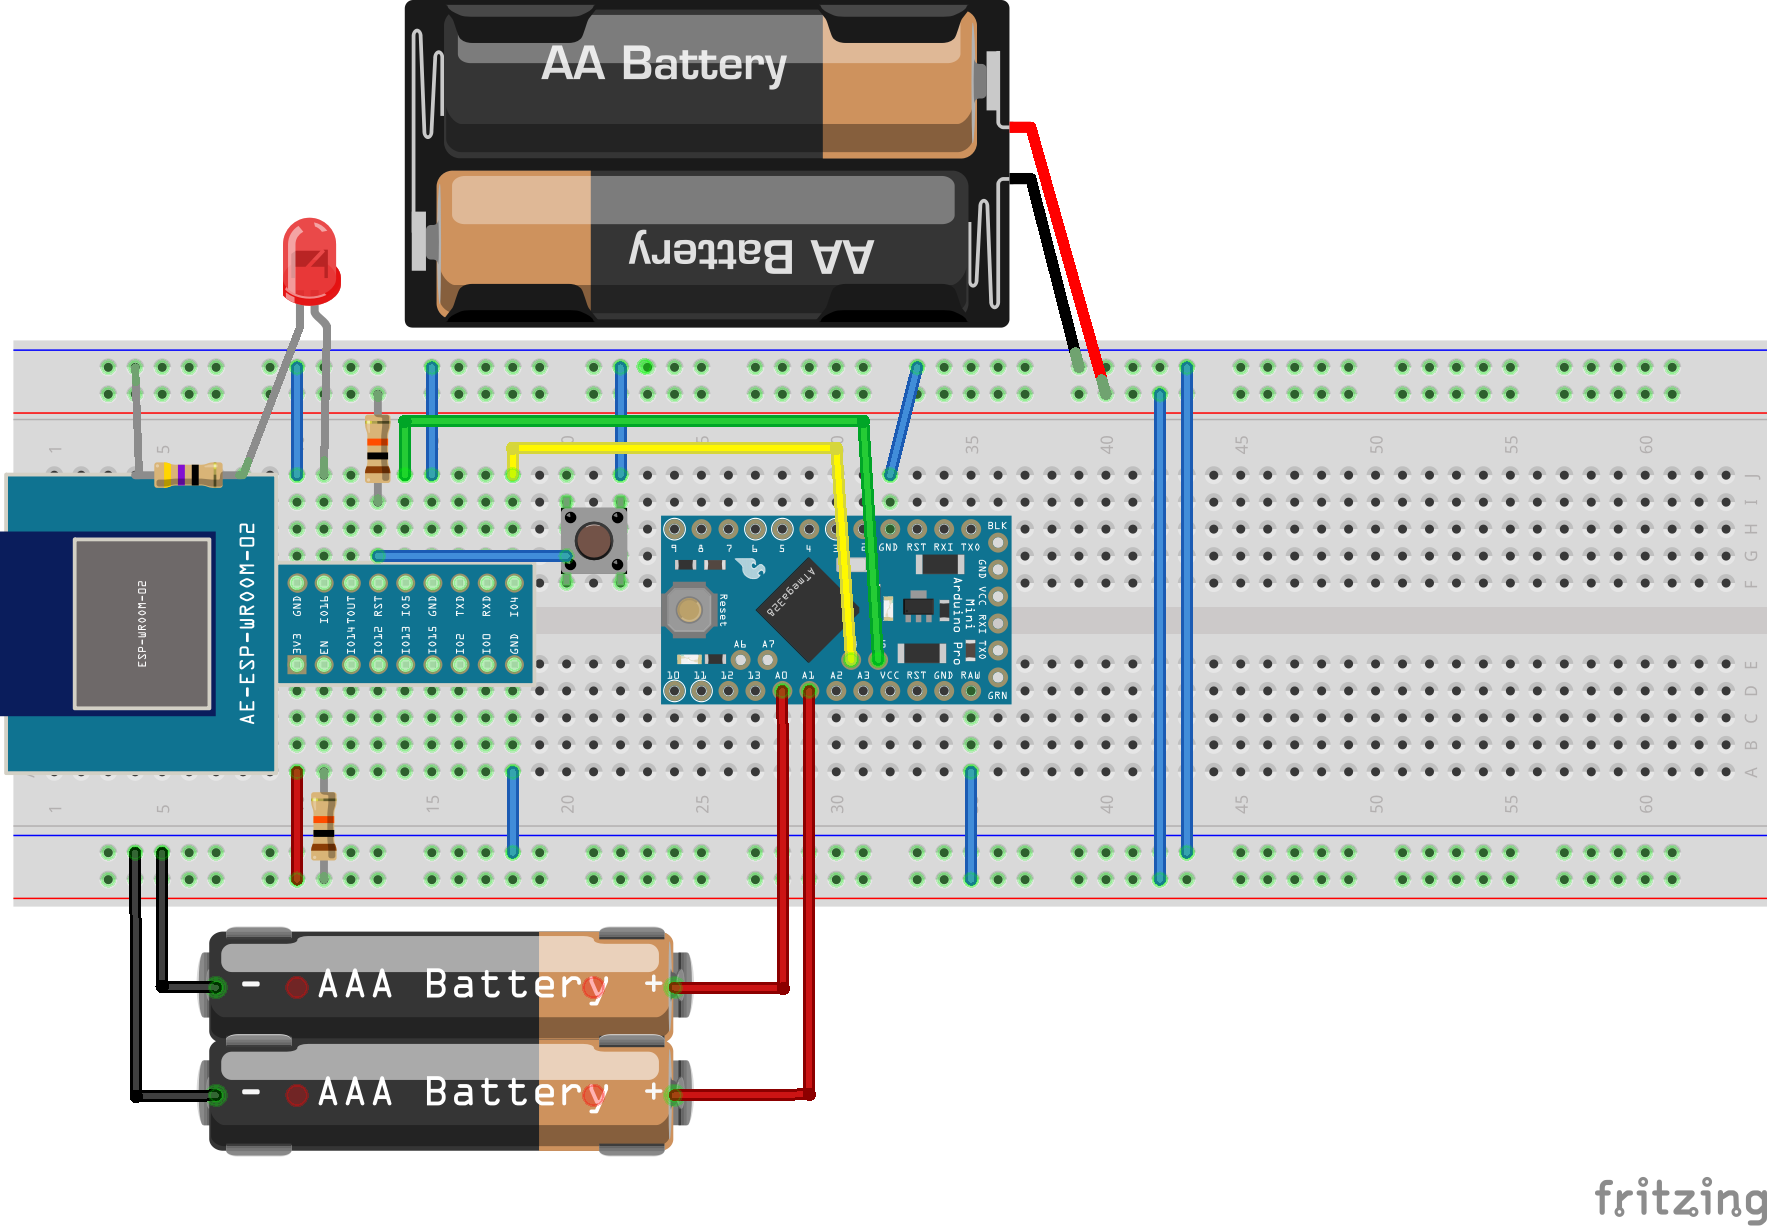 AA Battery
AA Battery
1
5
20
25
35
40
45
50
55
60
J
I
H
G
F
ESP-WROOM-02
AE-ESP-WROOM-02
GND
IO16
TOUT
RST
IO5
GND
TXD
RXD
IO4
3V3
EN
IO14
IO12
IO13
IO15
IO2
IO0
GND
9
8
7
6
5
4
3
2
GND
RST
RXI
TXO
BLK
GND
VCC
RXI
TXO
GRN
Reset
ATmega328
Arduino
Mini
Pro
A6
A7
10
11
12
13
A0
A1
A2
A3
VCC
RST
GND
RAW
E
D
C
B
A
1
5
15
20
25
30
40
45
50
55
60
- AAA Battery +
- AAA Battery +
fritzing